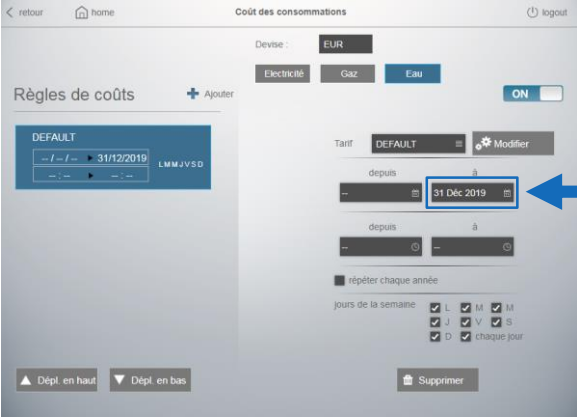 retour home Coût des consommations logout
Devise : EUR
Electricité Gaz Eau
Règles de coûts Ajouter ON
DEFAULT
-- / -- / -- 31/12/2019
-- : -- -- : --
LMMJVSD
Tarif DEFAULT Modifier
depuis à
-- 31 Déc 2019
depuis à
-- --
répéter chaque année
jours de la semaine L M M
J V S
D chaque jour
Dépl. en haut Dépl. en bas Supprimer